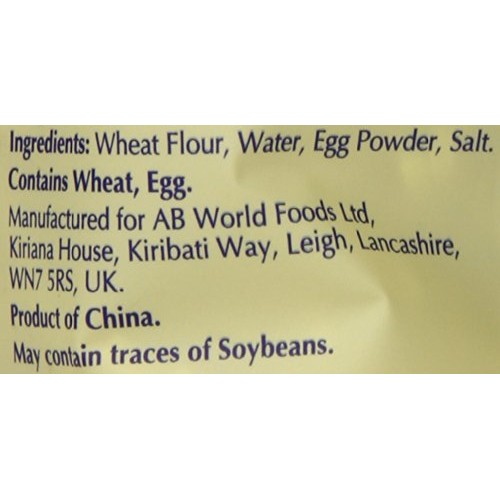 Ingredients: Wheat Flour, Water, Egg Powder, Salt.
Contains Wheat, Egg.
Manufactured for AB World Foods Ltd,
Kiriana House, Kiribati Way, Leigh, Lancashire,
WN7 5RS, UK.
Product of China.
May contain traces of Soybeans.